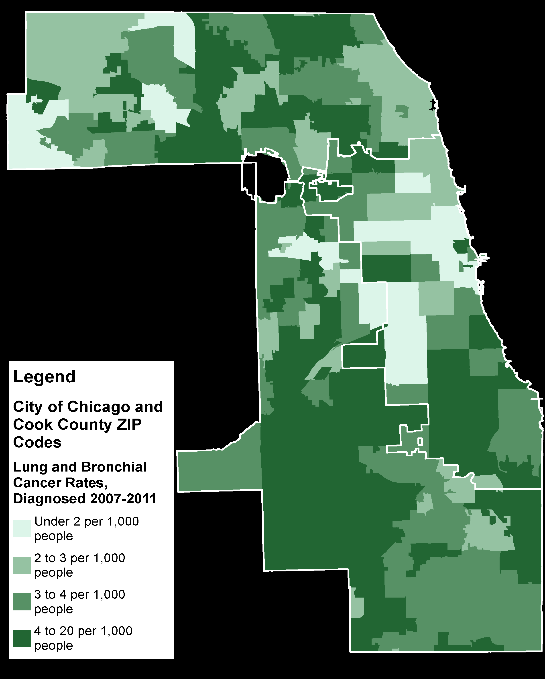 Legend
City of Chicago and
Cook County ZIP
Codes
Lung and Bronchial
Cancer Rates,
Diagnosed 2007-2011
Under 2 per 1,000
people
2 to 3 per 1,000
people
3 to 4 per 1,000
people
4 to 20 per 1,000
people